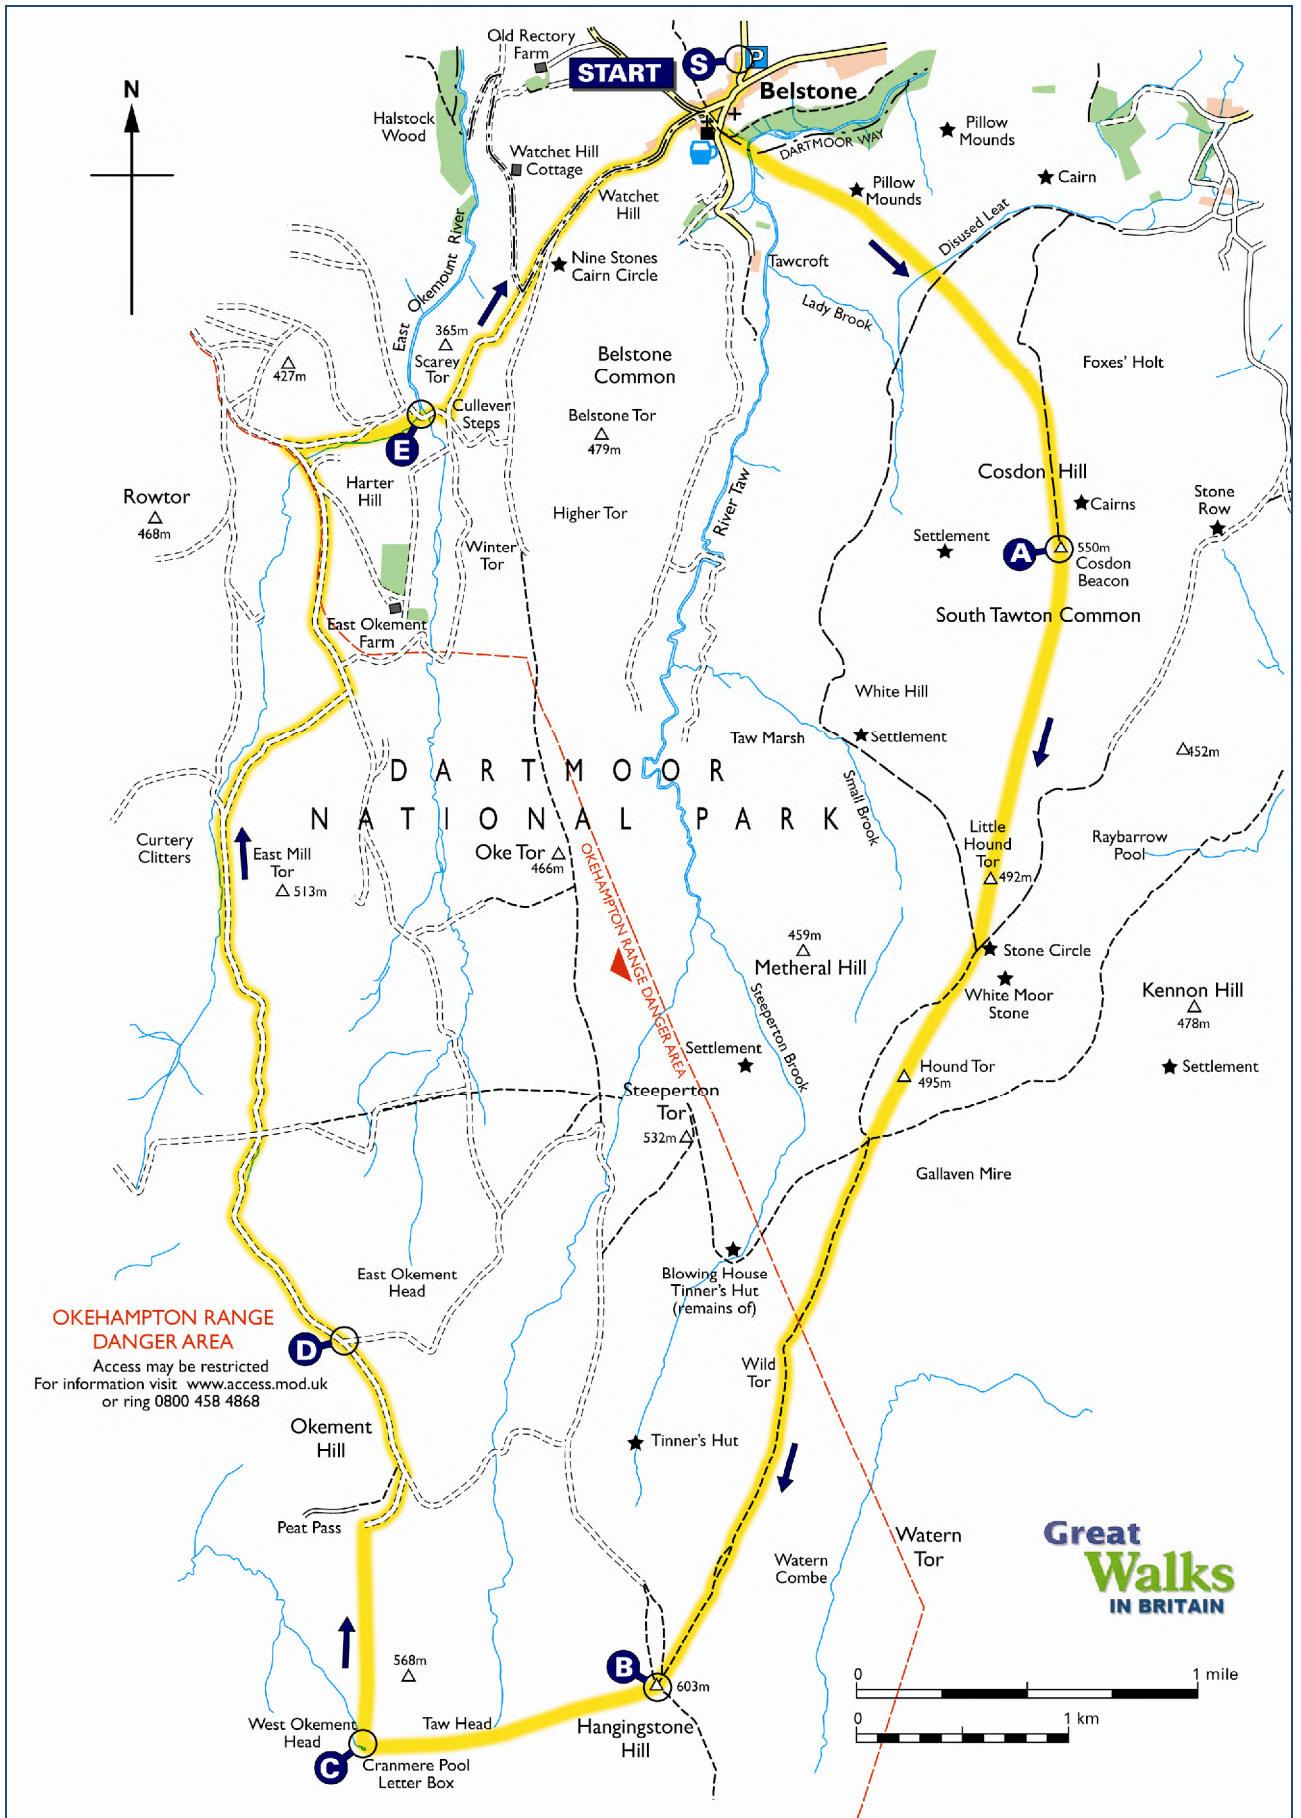 Old Rectory
Farm
START
S
P
Belstone
N
Halstock
Wood
Watchet Hill
Cottage
DARTMOOR WAY
Pillow
Mounds
Pillow
Mounds
Cairn
Watchet
Hill
Disused Leat
East Okemount River
Nine Stones
Cairn Circle
Tawcroft
Lady Brook
365m
Scarey
Tor
427m
Belstone
Common
Foxes' Holt
Cullever
Steps
Belstone Tor
479m
E
Harter
Hill
Cosdon Hill
Rowtor
468m
River Taw
Higher Tor
Cairns
Stone
Row
Settlement
A
550m
Cosdon
Beacon
Winter
Tor
South Tawton Common
East Okement
Farm
White Hill
Taw Marsh
Settlement
452m
DARTMOOR
NATIONAL PARK
Small Brook
Curtery
Clitters
East Mill
Tor
513m
Oke Tor
466m
OKEHAMPTON RANGE DANGER AREA
Little
Hound
Tor
492m
Raybarrow
Pool
459m
Metheral Hill
Stone Circle
White Moor
Stone
Kennon Hill
478m
Steeperton Brook
Settlement
Hound Tor
495m
Settlement
Steeperton
Tor
532m
Gallaven Mire
East Okement
Head
Blowing House
Tinner's Hut
(remains of)
OKEHAMPTON RANGE
DANGER AREA
Access may be restricted
For information visit www.access.mod.uk
or ring 0800 458 4868
D
Wild
Tor
Okement
Hill
Tinner's Hut
Peat Pass
Watern
Tor
Watern
Combe
Great
Walks
IN BRITAIN
568m
B
603m
0 1 mile
0 1 km
West Okement
Head
Taw Head
Hangingstone
Hill
C
Cranmere Pool
Letter Box